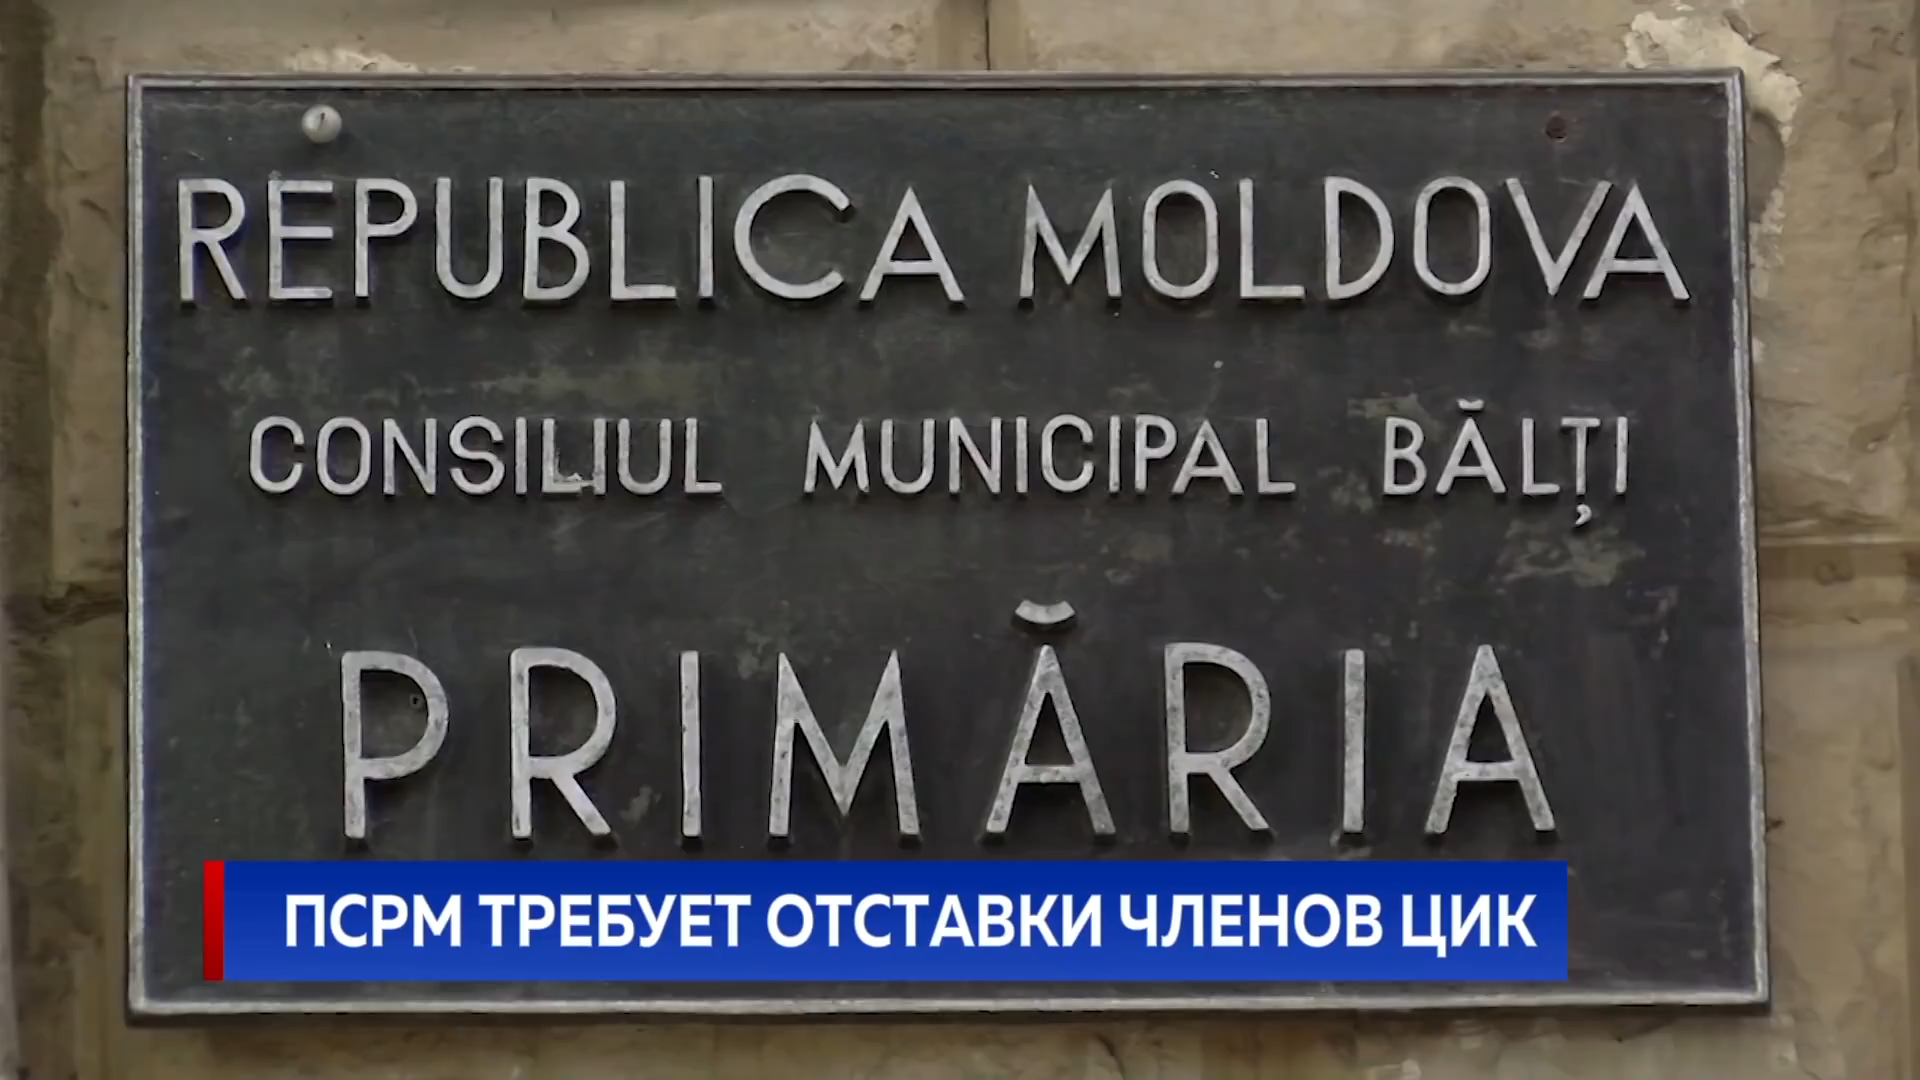 REPUBLICA MOLDOVA
CONSILIUL MUNICIPAL BĂLȚI
PRIMĂRIA
ПСРМ ТРЕБУЕТ ОТСТАВКИ ЧЛЕНОВ ЦИК